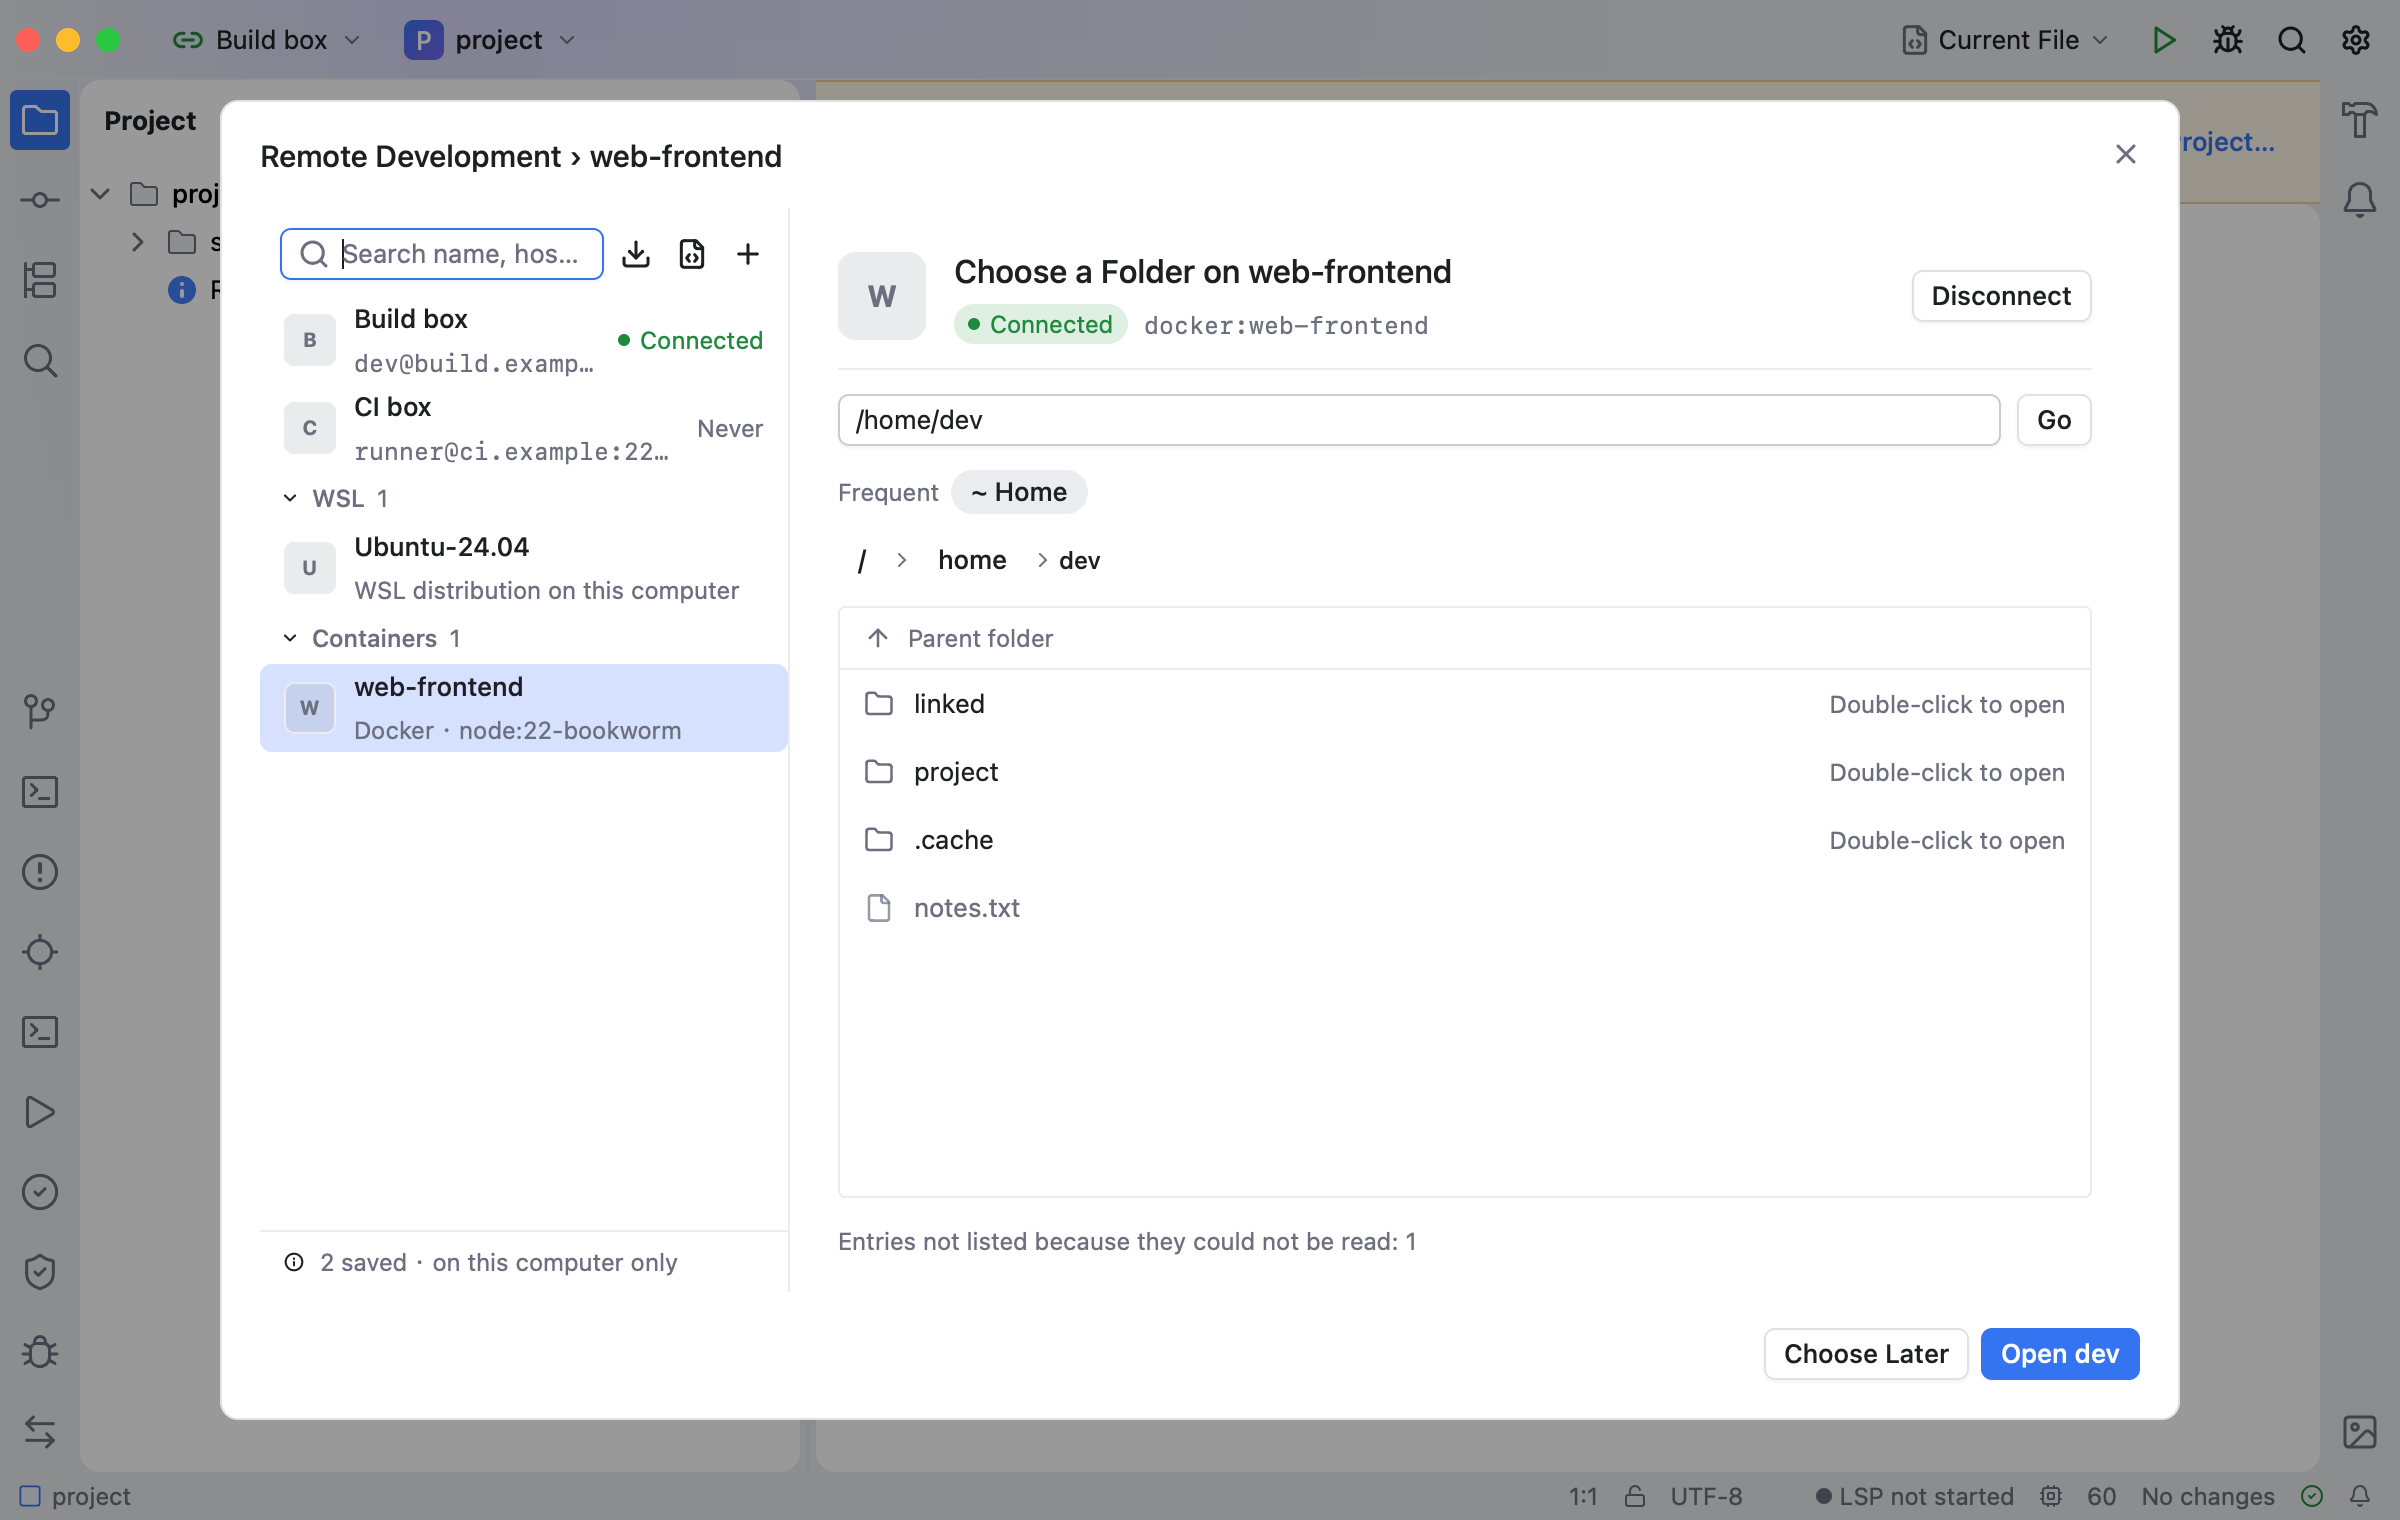 Build box
P project
Current File
Project
Remote Development › web-frontend
Project...
Search name, hos...
B Build box
dev@build.examp…
Connected
C CI box
runner@ci.example:22…
Never
WSL 1
U Ubuntu-24.04
WSL distribution on this computer
Containers 1
W web-frontend
Docker · node:22-bookworm
2 saved · on this computer only
W Choose a Folder on web-frontend
Connected docker:web-frontend
Disconnect
/home/dev
Go
Frequent ~ Home
/ > home > dev
Parent folder
linked Double-click to open
project Double-click to open
.cache Double-click to open
notes.txt
Entries not listed because they could not be read: 1
Choose Later Open dev
project
1:1 UTF-8 LSP not started 60 No changes